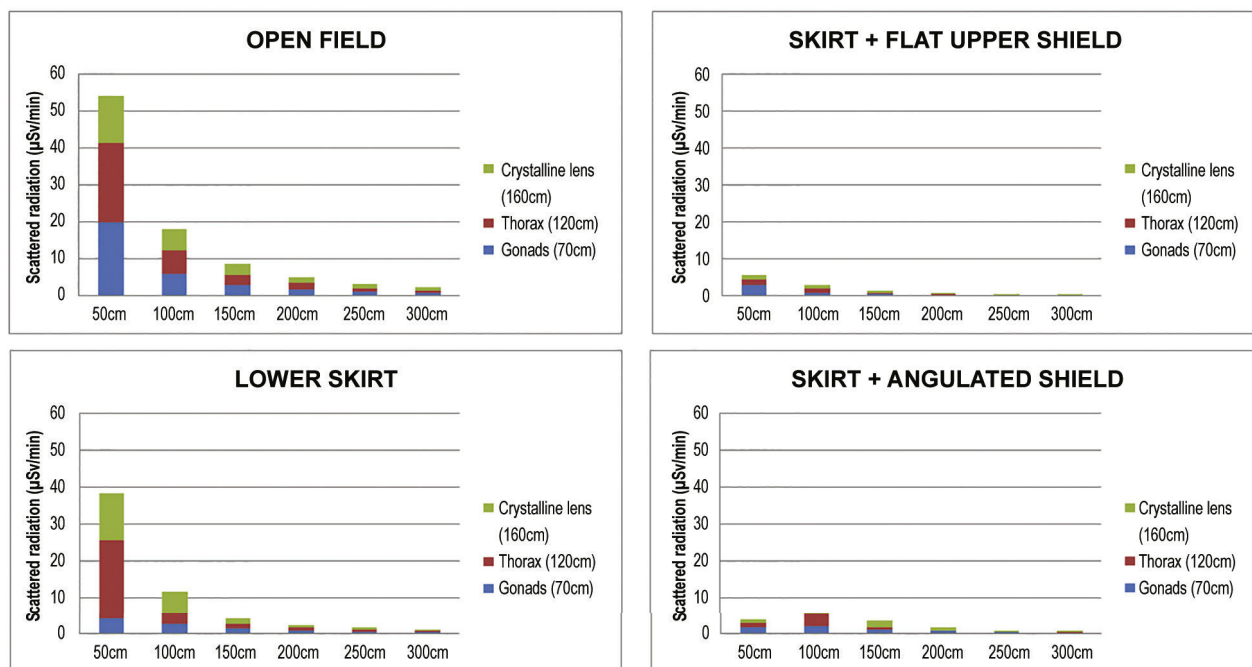 OPEN FIELD
Scattered radiation (µSv/min)
60
50
40
30
20
10
0
50cm
100cm
150cm
200cm
250cm
300cm
Crystalline lens
(160cm)
Thorax (120cm)
Gonads (70cm)
SKIRT + FLAT UPPER SHIELD
Scattered radiation (µSv/min)
60
50
40
30
20
10
0
50cm
100cm
150cm
200cm
250cm
300cm
Crystalline lens
(160cm)
Thorax (120cm)
Gonads (70cm)
LOWER SKIRT
Scattered radiation (µSv/min)
60
50
40
30
20
10
0
50cm
100cm
150cm
200cm
250cm
300cm
Crystalline lens
(160cm)
Thorax (120cm)
Gonads (70cm)
SKIRT + ANGULATED SHIELD
Scattered radiation (µSv/min)
60
50
40
30
20
10
0
50cm
100cm
150cm
200cm
250cm
300cm
Crystalline lens
(160cm)
Thorax (120cm)
Gonads (70cm)